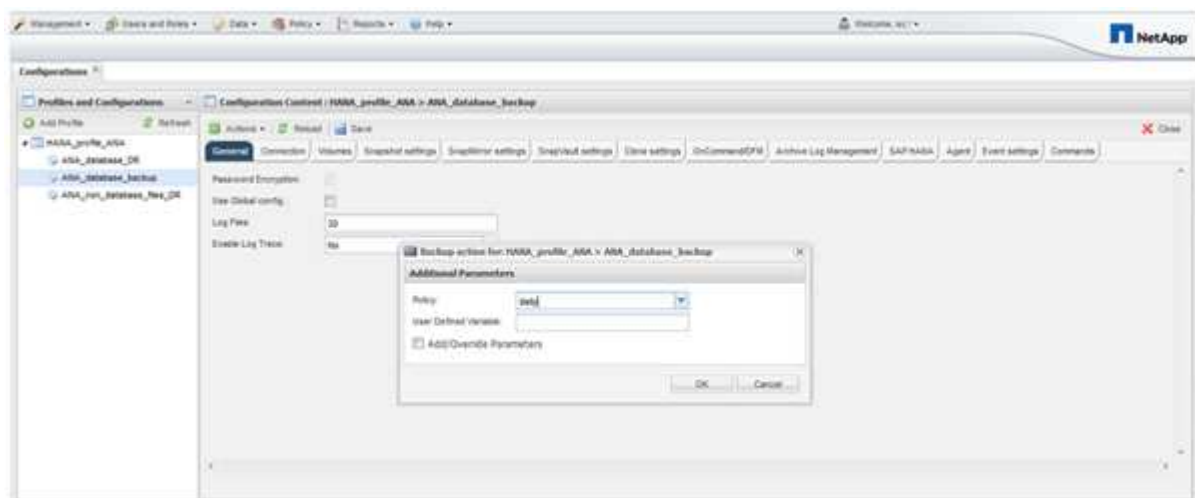 Management Users and Roles Data Policy Reports Help Welcome,
NetApp
Configurations
Profiles and Configurations
Configuration Content : HANA_profile_ANA > ANA_database_backup
Add Profile Refresh
Actions Reload Save Close
HANA_profile_ANA
General Connection Volumes Snapshot settings SnapMirror settings SnapVault settings Clone settings OnCommand/DFM Archive Log Management SAP HANA Agent Event settings Commands
ANA_database_DR
ANA_database_backup
Password Encryption:
ANA_non_database_files_DR
Use Global config:
Log Files:
Enable Log Trace: No
Backup action for: HANA_profile_ANA > ANA_database_backup
Additional Parameters
Policy: daily
User Defined Variable:
Add/Override Parameters
OK Cancel